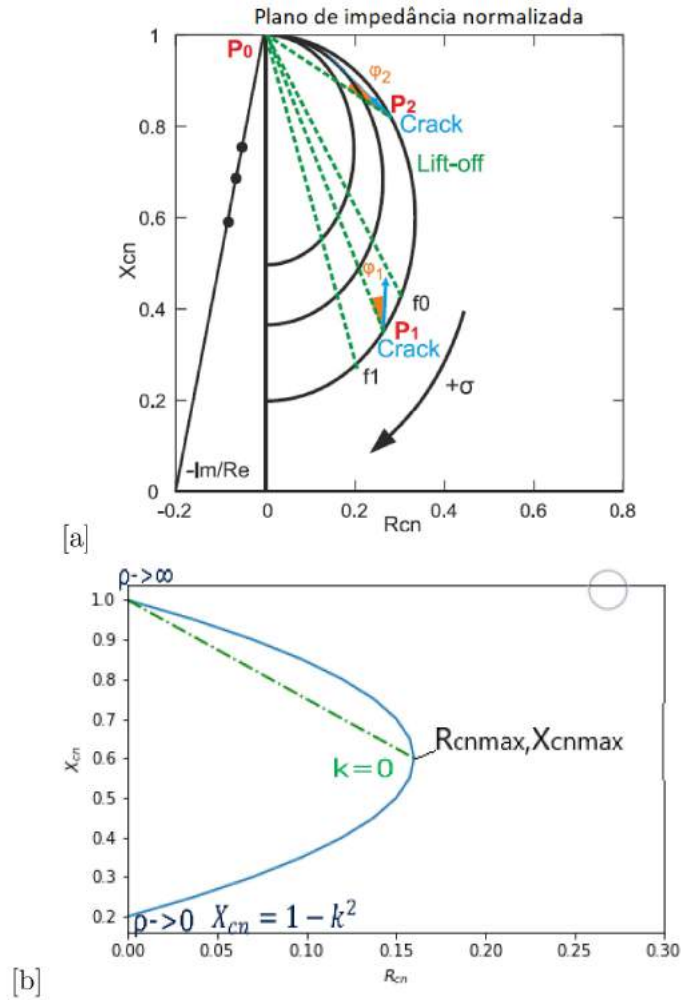 Plano de impedância normalizada
1
P0
φ2
P2
Crack
0.8
Lift-off
0.6
Xcn
φ1
0.4
f0
P1
Crack
f1
+σ
0.2
-Im/Re
0
-0.2
0
0.2
0.4
0.6
0.8
Rcn
[a]
ρ->∞
1.0
0.9
0.8
0.7
Rcnmax,Xcnmax
0.6
k=0
Xcn
0.5
0.4
0.3
0.2
ρ->0 Xcn = 1 − k²
0.00
0.05
0.10
0.15
0.20
0.25
0.30
Rcn
[b]